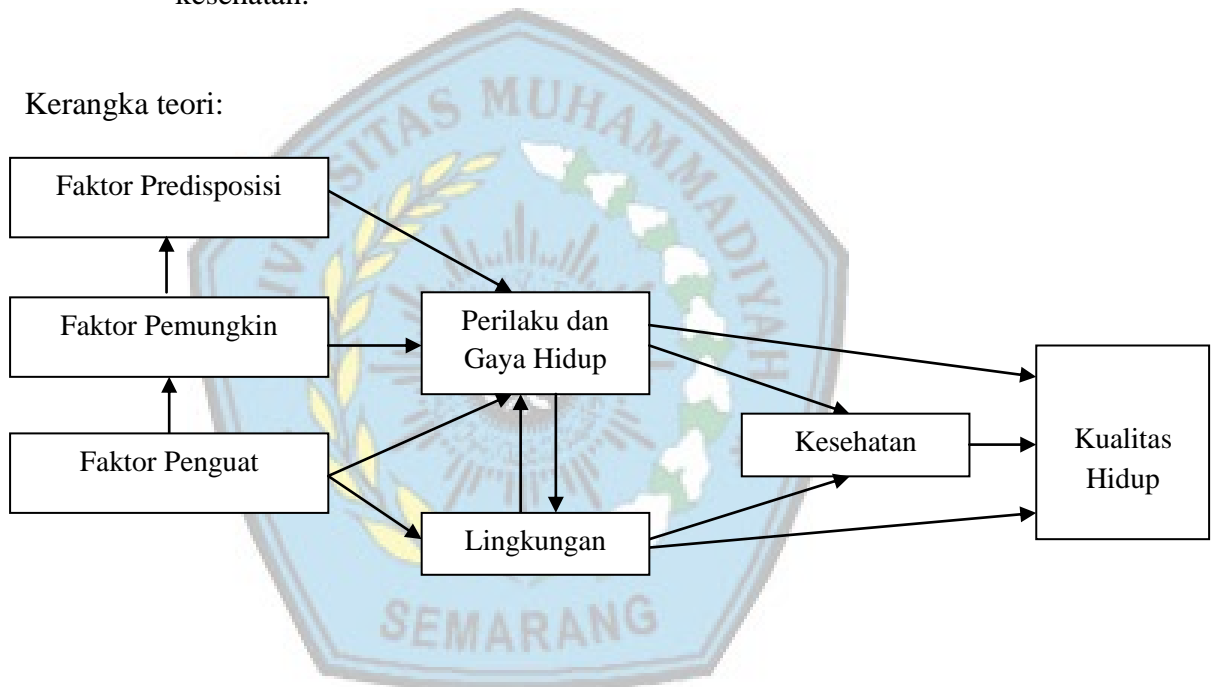 kesehatan.
Kerangka teori:
Faktor Predisposisi
Faktor Pemungkin
Faktor Penguat
Perilaku dan
Gaya Hidup
Lingkungan
Kesehatan
Kualitas
Hidup
UNIVERSITAS MUHAMMADIYAH
SEMARANG